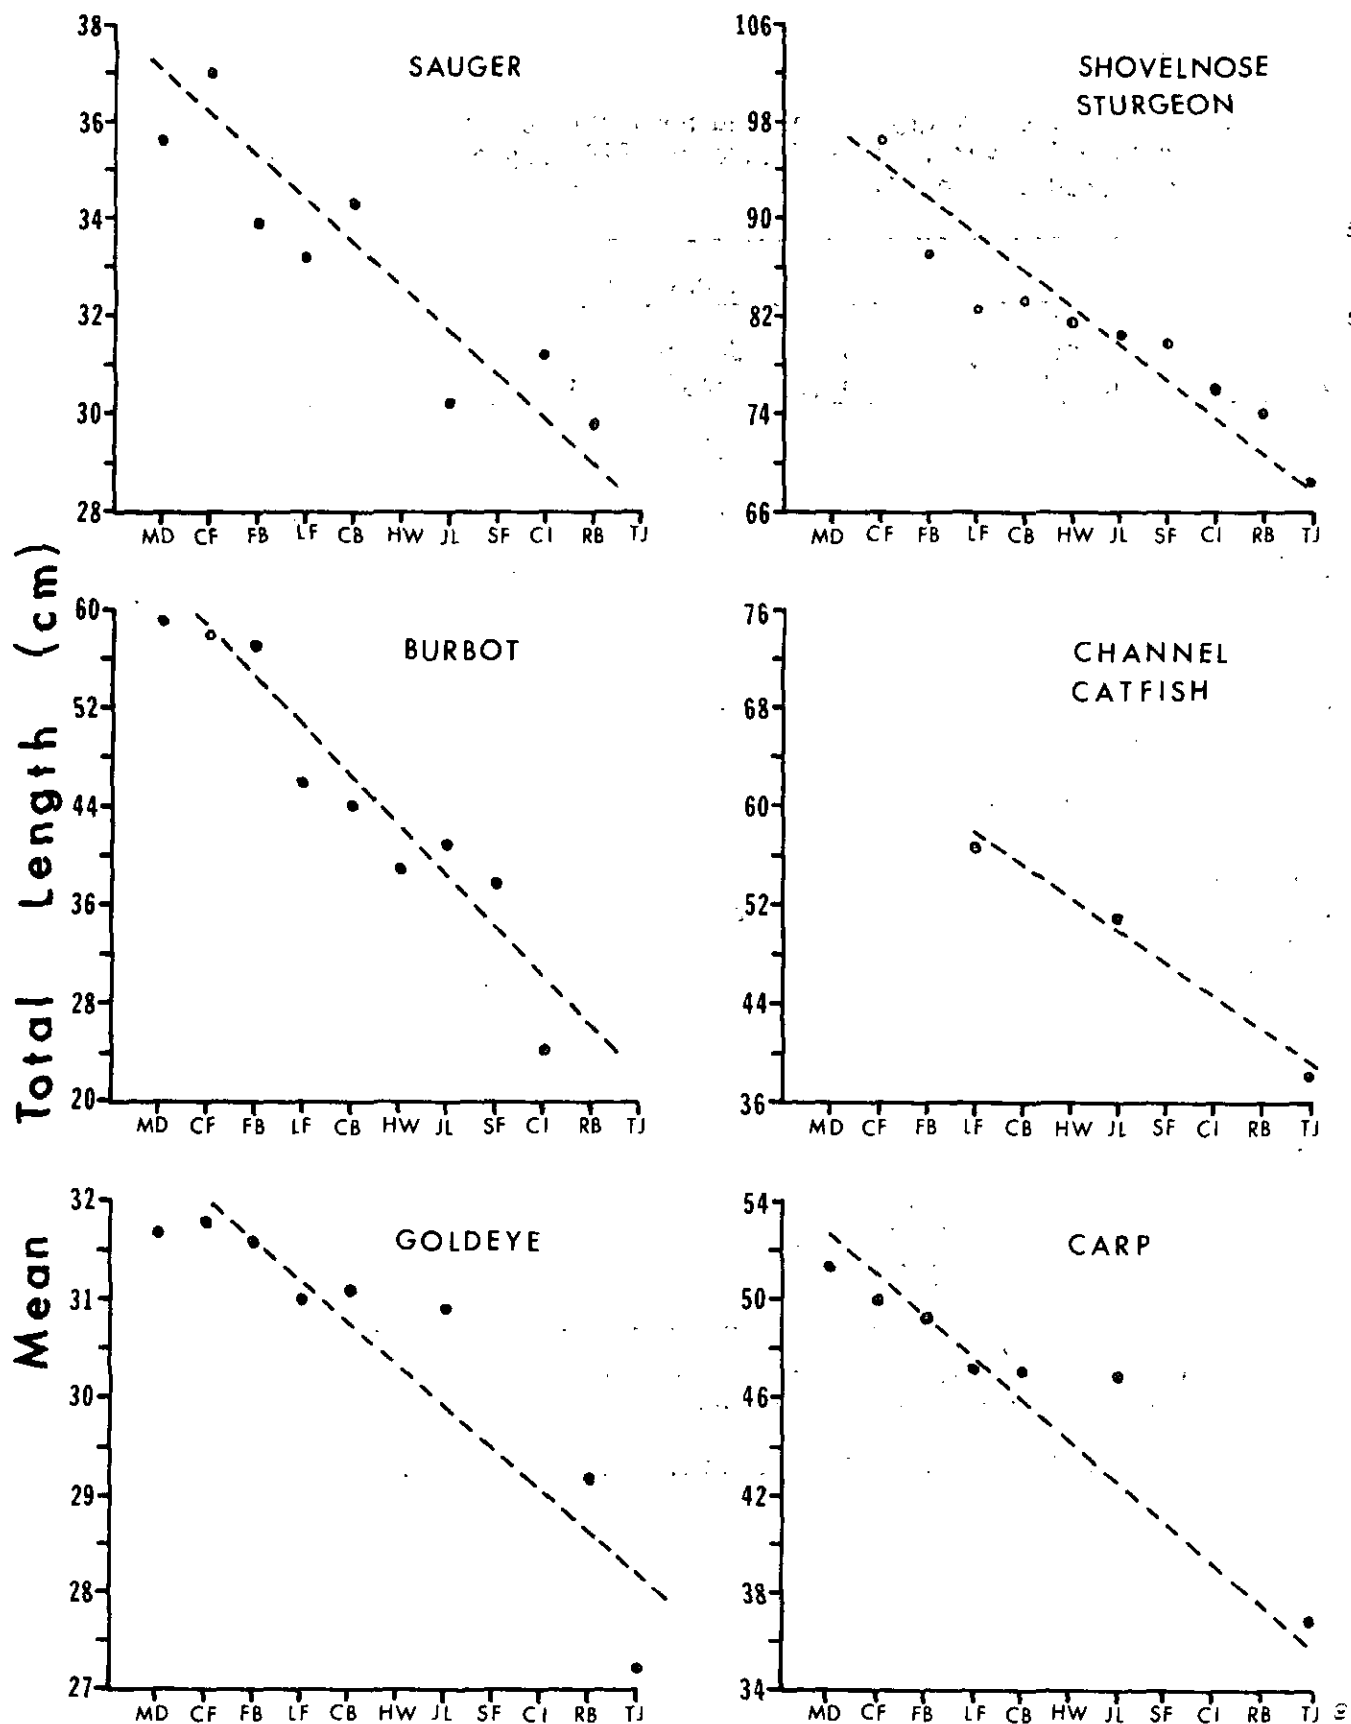 Mean Total Length (cm)
SAUGER
38
36
34
32
30
28
MD CF FB LF CB HW JL SF CI RB TJ
SHOVELNOSE
STURGEON
106
98
90
82
74
66
MD CF FB LF CB HW JL SF CI RB TJ
BURBOT
60
52
44
36
28
20
MD CF FB LF CB HW JL SF CI RB TJ
CHANNEL
CATFISH
76
68
60
52
44
36
MD CF FB LF CB HW JL SF CI RB TJ
GOLDEYE
32
31
30
29
28
27
MD CF FB LF CB HW JL SF CI RB TJ
CARP
54
50
46
42
38
34
MD CF FB LF CB HW JL SF CI RB TJ